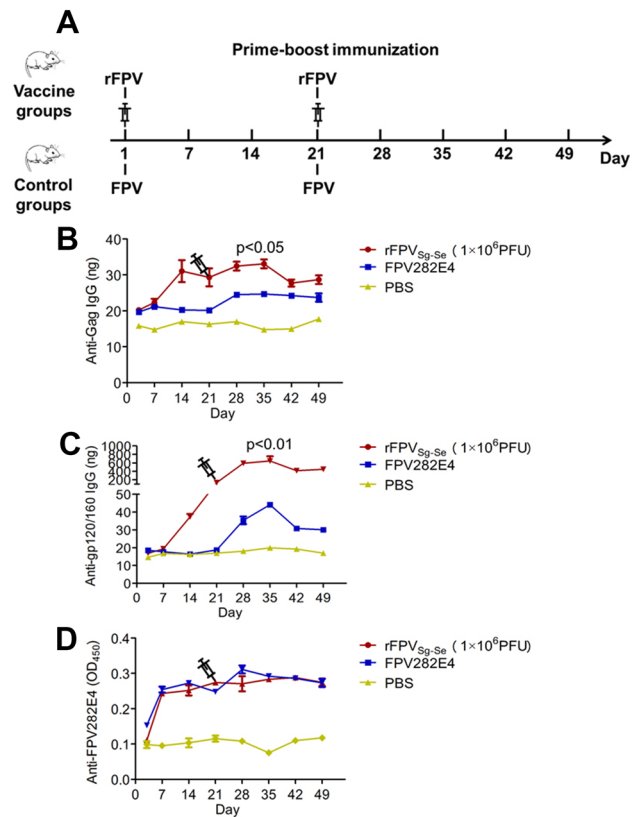 A
Prime-boost immunization
rFPV rFPV
Vaccine
groups
1 7 14 21 28 35 42 49 Day
Control
groups
FPV FPV
B
p<0.05
Anti-Gag IgG (ng)
40
30
20
10
0
0 7 14 21 28 35 42 49
Day
rFPVSg-Se ( 1×10⁶PFU)
FPV282E4
PBS
C
p<0.01
Anti-gp120/160 IgG (ng)
1000
800
600
400
200
50
40
30
20
10
0
0 7 14 21 28 35 42 49
Day
rFPVSg-Se ( 1×10⁶PFU)
FPV282E4
PBS
D
Anti-FPV282E4 (OD450)
0.4
0.3
0.2
0.1
0.0
0 7 14 21 28 35 42 49
Day
rFPVSg-Se ( 1×10⁶PFU)
FPV282E4
PBS